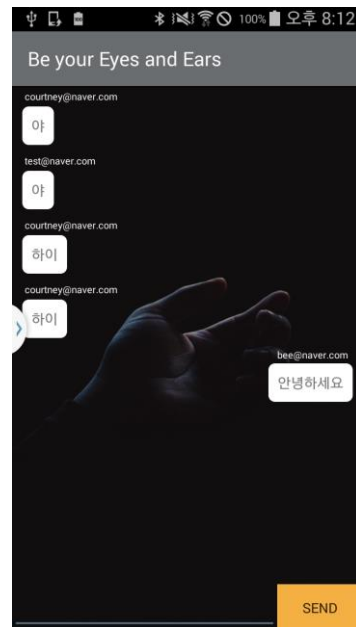 100% 오후 8:12
Be your Eyes and Ears
courtney@naver.com
야
test@naver.com
야
courtney@naver.com
하이
courtney@naver.com
하이
bee@naver.com
안녕하세요
SEND